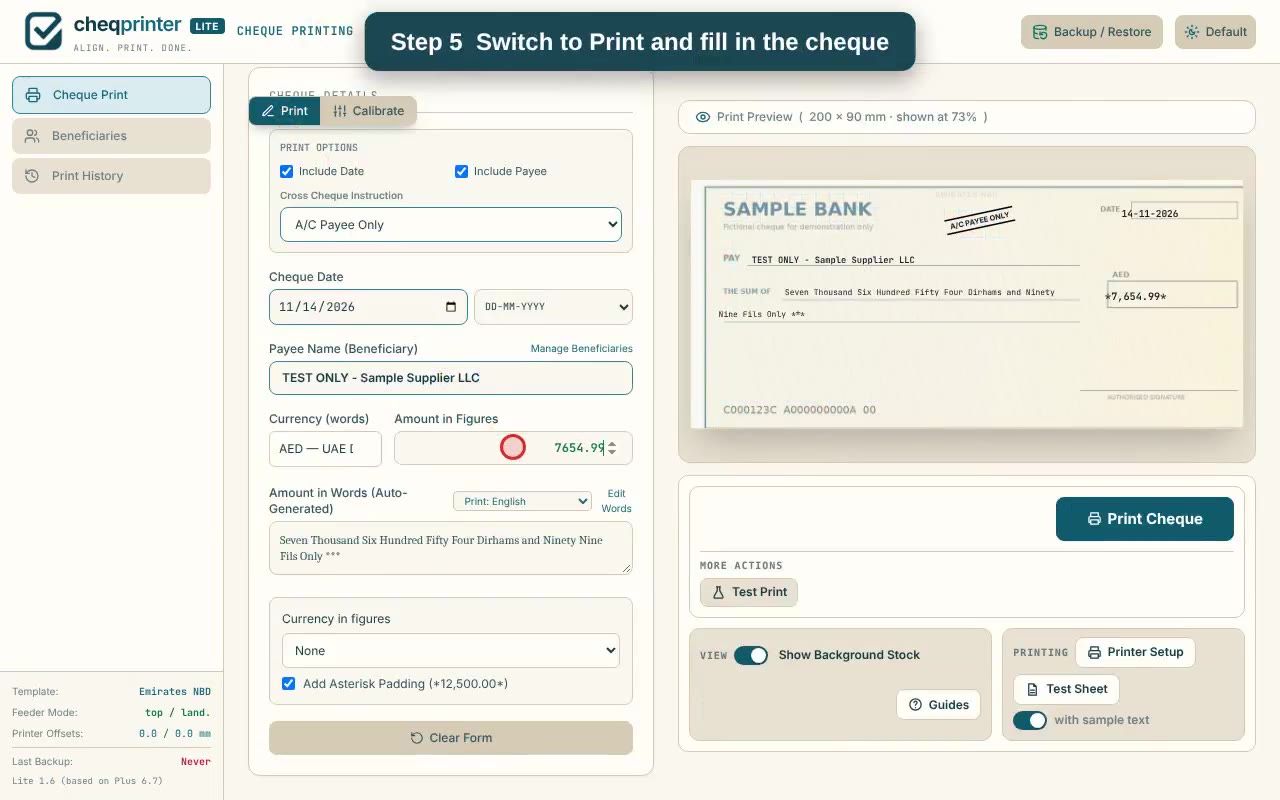 cheqprinter LITE
ALIGN. PRINT. DONE.
CHEQUE PRINTING
Step 5 Switch to Print and fill in the cheque
Backup / Restore
Default
Cheque Print
Beneficiaries
Print History
Template: Emirates NBD
Feeder Mode: top / land.
Printer Offsets: 0.0 / 0.0 mm
Last Backup: Never
Lite 1.6 (based on Plus 6.7)
CHEQUE DETAILS
Print
Calibrate
PRINT OPTIONS
Include Date
Include Payee
Cross Cheque Instruction
A/C Payee Only
Cheque Date
11/14/2026
DD-MM-YYYY
Payee Name (Beneficiary)
Manage Beneficiaries
TEST ONLY - Sample Supplier LLC
Currency (words)
Amount in Figures
AED — UAE
7654.99
Amount in Words (Auto-
Generated)
Print: English
Edit
Words
Seven Thousand Six Hundred Fifty Four Dirhams and Ninety Nine
Fils Only ***
Currency in figures
None
Add Asterisk Padding (*12,500.00*)
Clear Form
Print Preview ( 200 × 90 mm · shown at 73% )
EMIRATES NBD
SAMPLE BANK
Fictional cheque for demonstration only
A/C PAYEE ONLY
DATE 14-11-2026
PAY TEST ONLY - Sample Supplier LLC
AED
THE SUM OF Seven Thousand Six Hundred Fifty Four Dirhams and Ninety
*7,654.99*
Nine Fils Only ***
AUTHORISED SIGNATURE
C000123C A000000000A 00
Print Cheque
MORE ACTIONS
Test Print
VIEW
Show Background Stock
Guides
PRINTING
Printer Setup
Test Sheet
with sample text